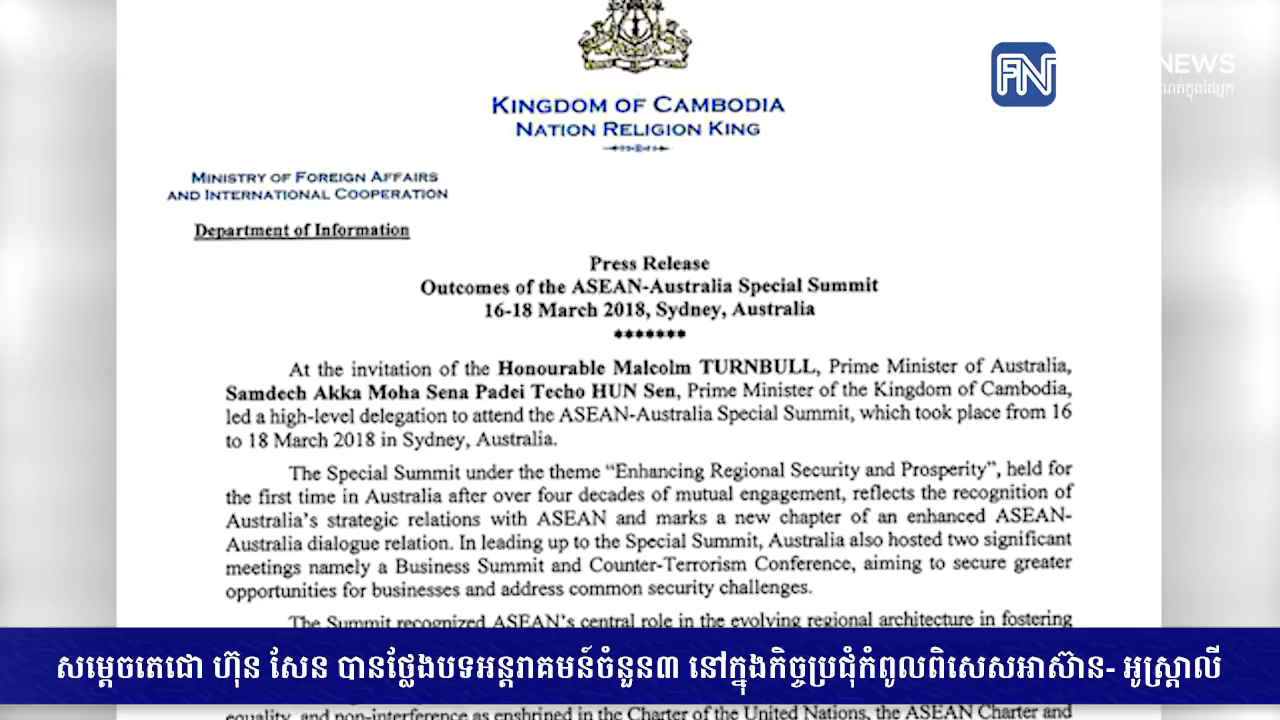 FN
NEWS
KINGDOM OF CAMBODIA
NATION RELIGION KING
MINISTRY OF FOREIGN AFFAIRS
AND INTERNATIONAL COOPERATION
Department of Information
Press Release
Outcomes of the ASEAN-Australia Special Summit
16-18 March 2018, Sydney, Australia
*******
At the invitation of the Honourable Malcolm TURNBULL, Prime Minister of Australia,
Samdech Akka Moha Sena Padei Techo HUN Sen, Prime Minister of the Kingdom of Cambodia,
led a high-level delegation to attend the ASEAN-Australia Special Summit, which took place from 16
to 18 March 2018 in Sydney, Australia.
The Special Summit under the theme “Enhancing Regional Security and Prosperity”, held for
the first time in Australia after over four decades of mutual engagement, reflects the recognition of
Australia’s strategic relations with ASEAN and marks a new chapter of an enhanced ASEAN-
Australia dialogue relation. In leading up to the Special Summit, Australia also hosted two significant
meetings namely a Business Summit and Counter-Terrorism Conference, aiming to secure greater
opportunities for businesses and address common security challenges.
The Summit recognized ASEAN’s central role in the evolving regional architecture in fostering
សម្តេចតេជោ ហ៊ុន សែន បានថ្លែងបទអន្តរាគមន៍ចំនួន៣ នៅក្នុងកិច្ចប្រជុំកំពូលពិសេសអាស៊ាន- អូស្ត្រាលី
equality, and non-interference as enshrined in the Charter of the United Nations, the ASEAN Charter and